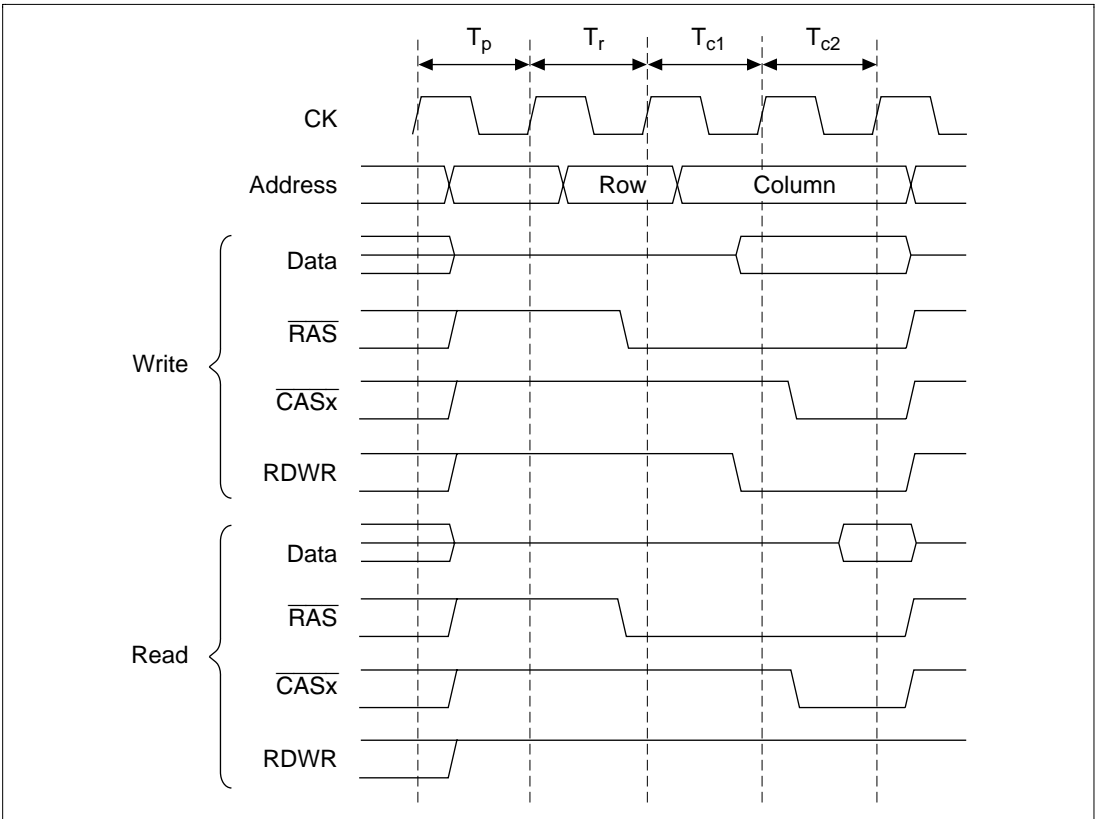 Tp Tr Tc1 Tc2
CK
Address Row Column
Data
RAS
Write
CASx
RDWR
Data
RAS
Read
CASx
RDWR